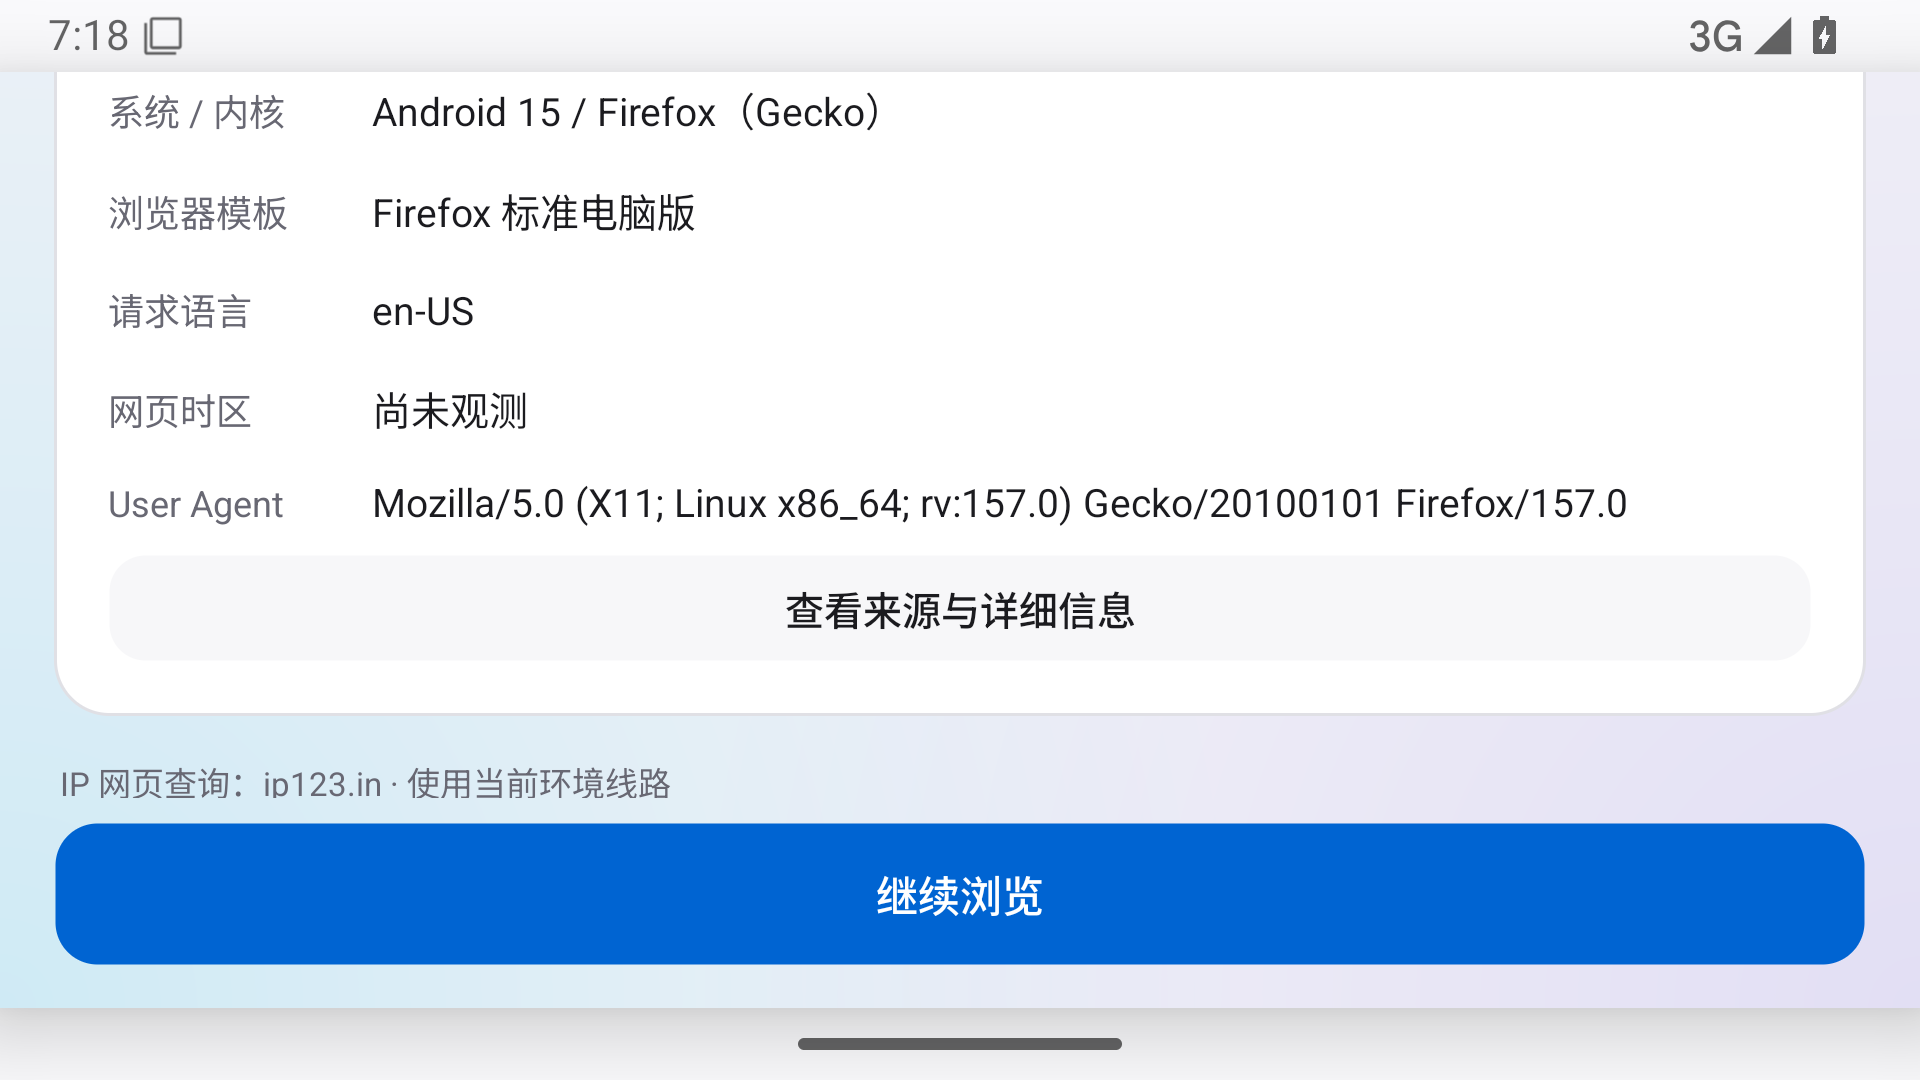 7:18
3G
系统 / 内核 Android 15 / Firefox（Gecko）
浏览器模板 Firefox 标准电脑版
请求语言 en-US
网页时区 尚未观测
User Agent Mozilla/5.0 (X11; Linux x86_64; rv:157.0) Gecko/20100101 Firefox/157.0
查看来源与详细信息
IP 网页查询：ip123.in · 使用当前环境线路
继续浏览